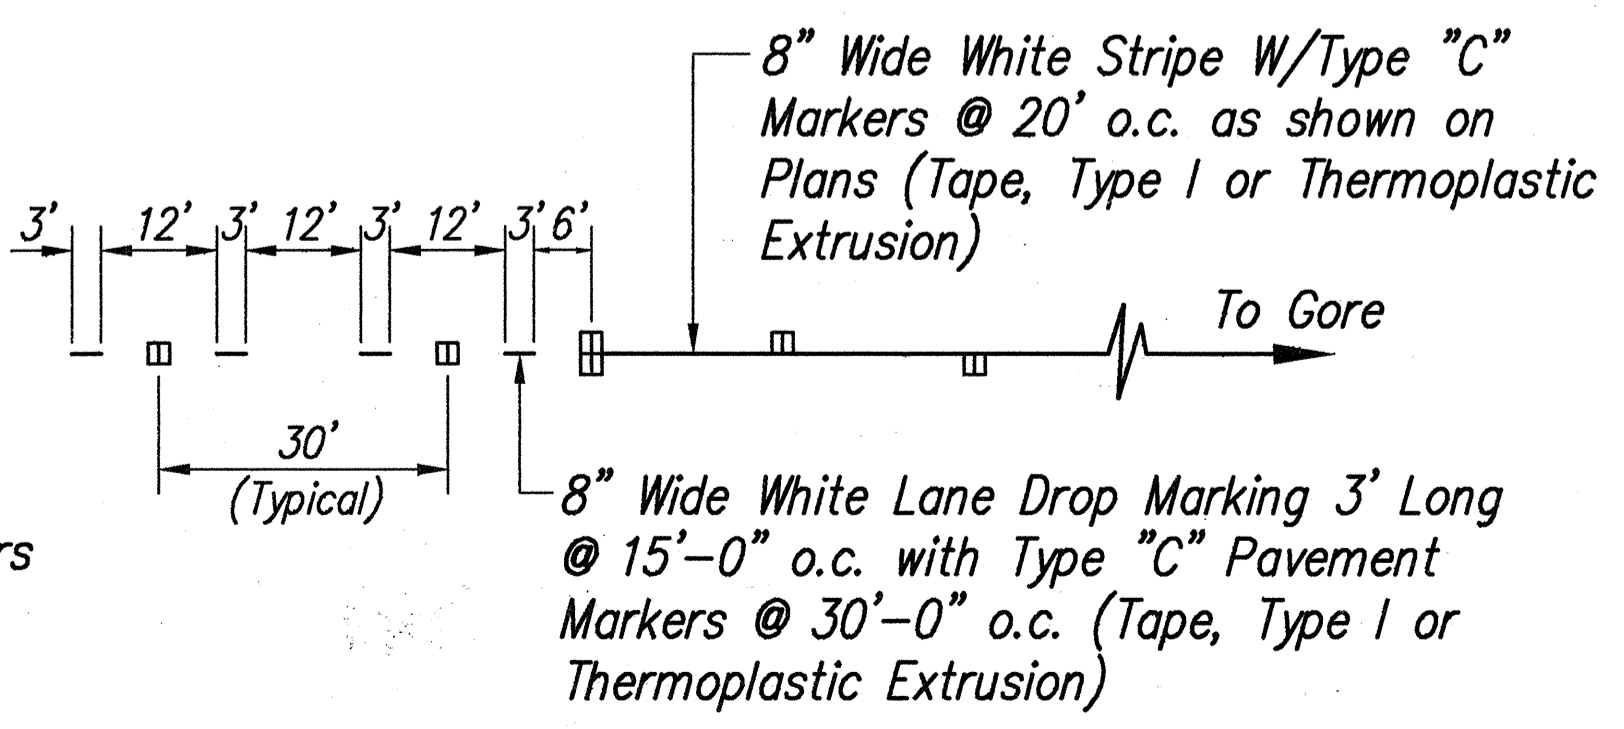 8" Wide White Stripe W/Type "C"
Markers @ 20' o.c. as shown on
Plans (Tape, Type I or Thermoplastic
Extrusion)
3' 12' 3' 12' 3' 12' 3' 6'
To Gore
30'
(Typical)
8" Wide White Lane Drop Marking 3' Long
@ 15'-0" o.c. with Type "C" Pavement
Markers @ 30'-0" o.c. (Tape, Type I or
Thermoplastic Extrusion)
rs